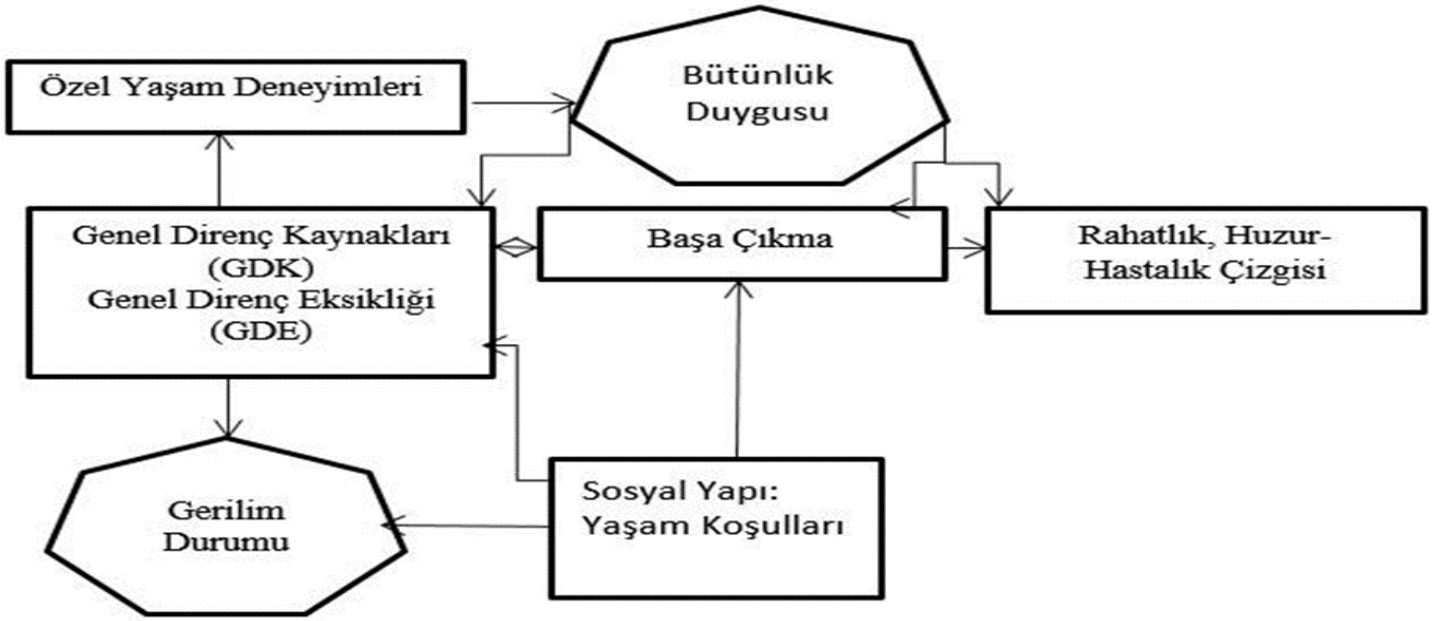 Özel Yaşam Deneyimleri
Bütünlük
Duygusu
Genel Direnç Kaynakları
(GDK)
Genel Direnç Eksikliği
(GDE)
Başa Çıkma
Rahatlık, Huzur-
Hastalık Çizgisi
Gerilim
Durumu
Sosyal Yapı:
Yaşam Koşulları